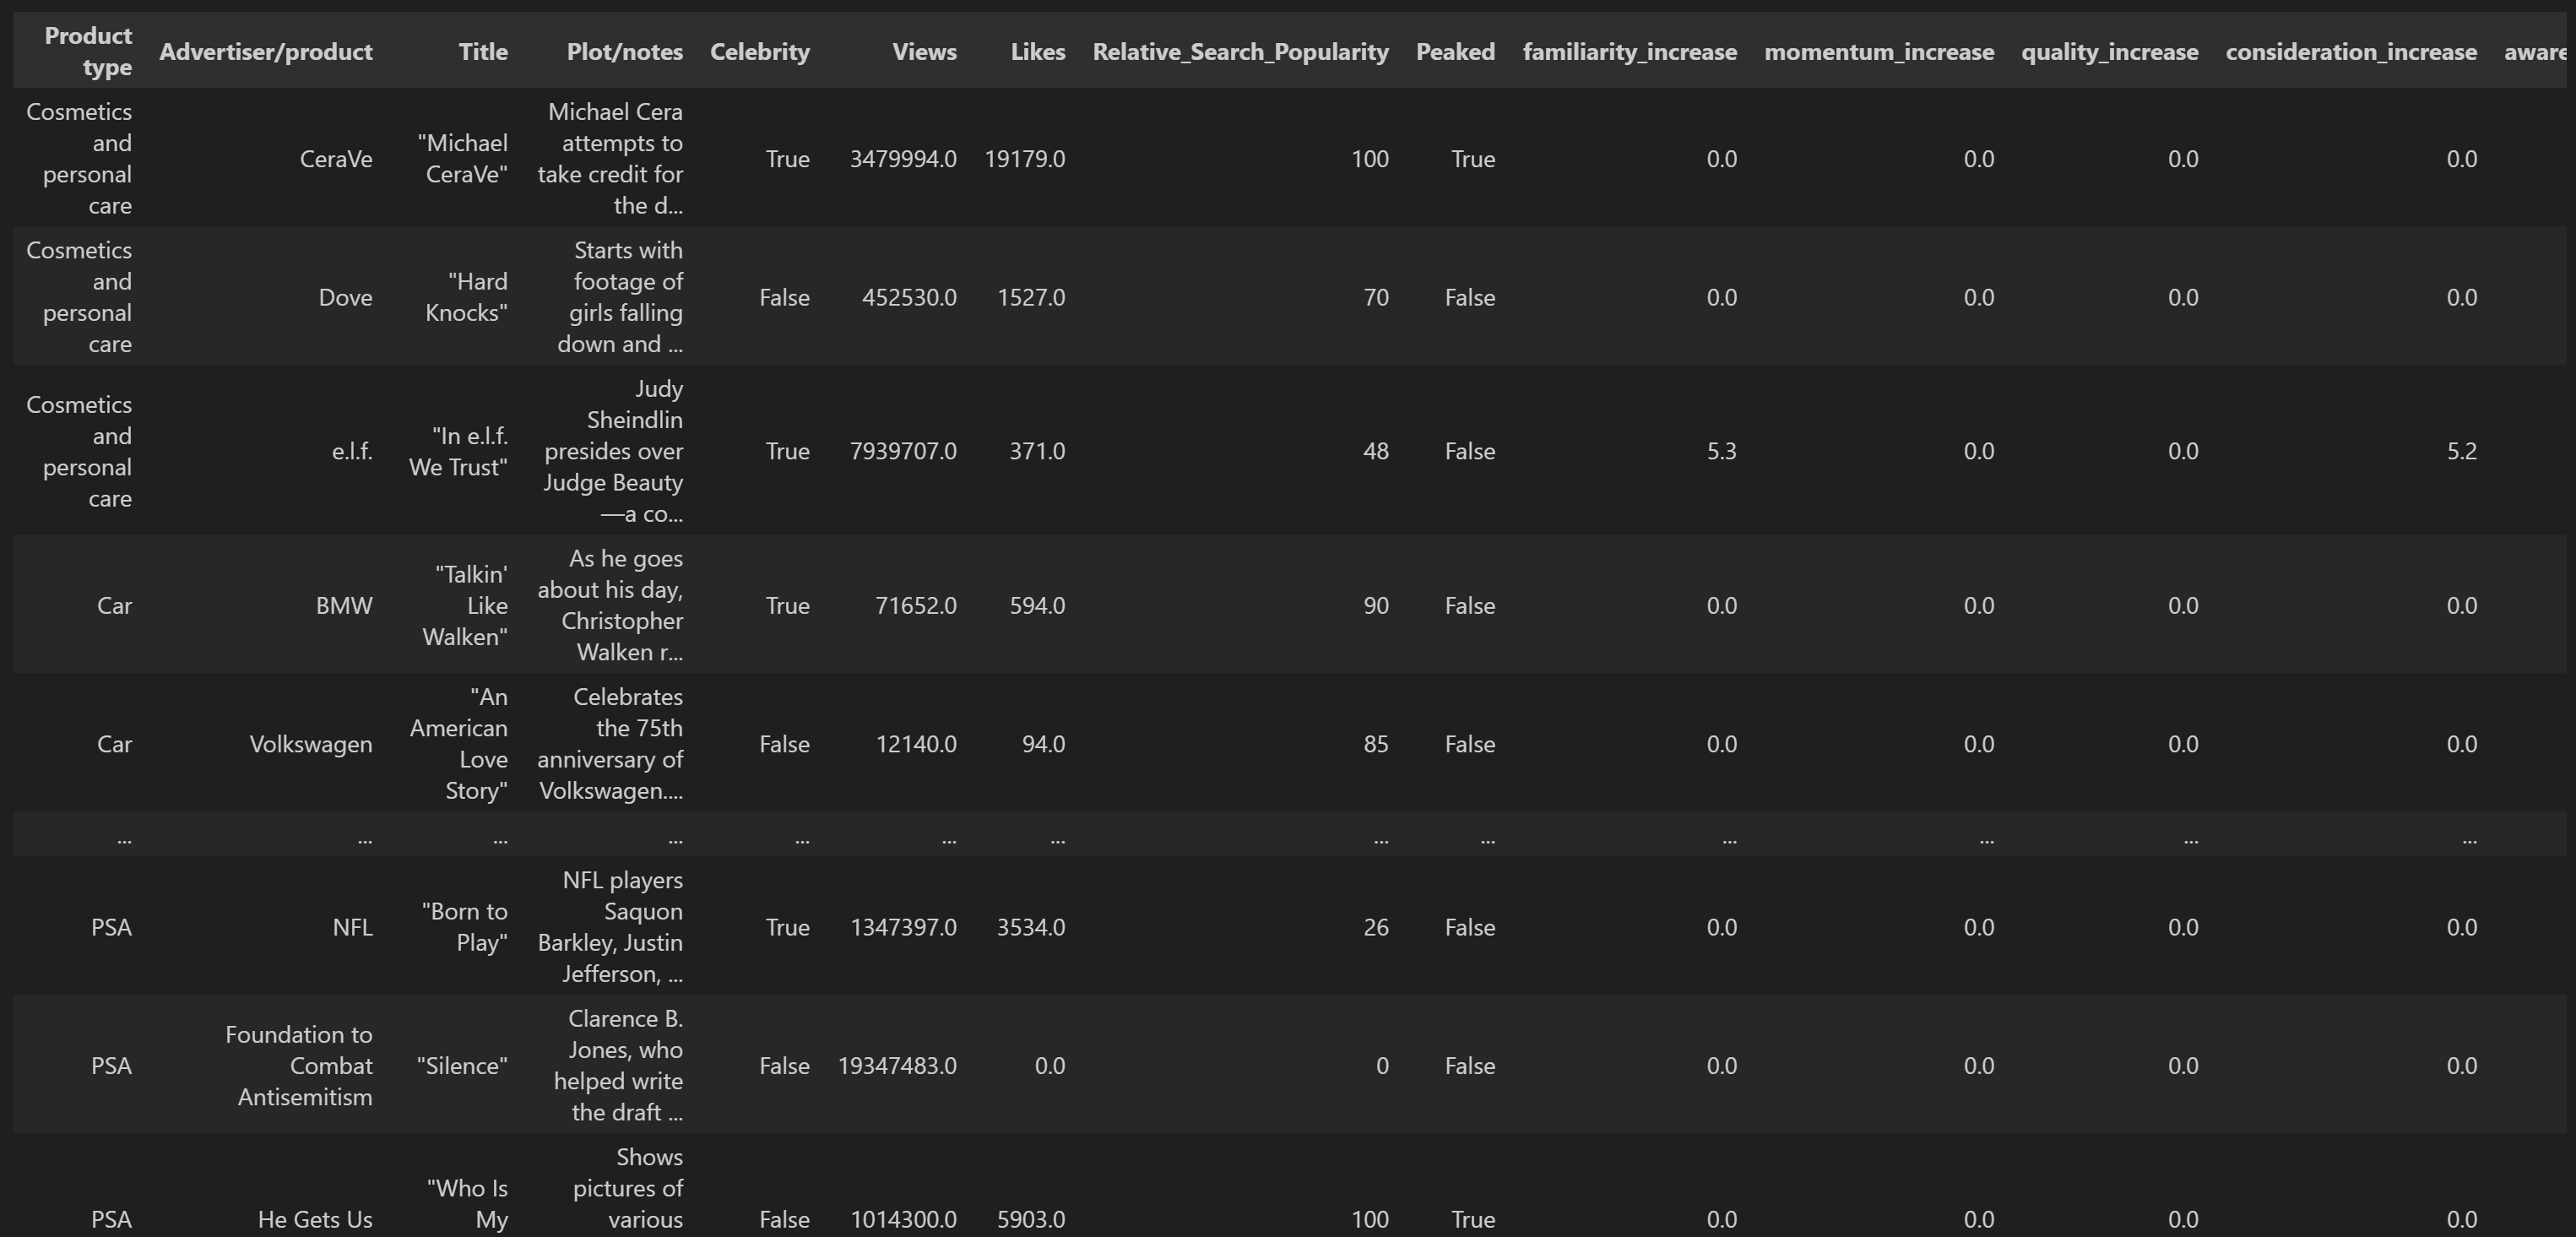 Product type Advertiser/product Title Plot/notes Celebrity Views Likes Relative_Search_Popularity Peaked familiarity_increase momentum_increase quality_increase consideration_increase aware
Cosmetics and personal care CeraVe "Michael CeraVe" Michael Cera attempts to take credit for the d... True 3479994.0 19179.0 100 True 0.0 0.0 0.0 0.0
Cosmetics and personal care Dove "Hard Knocks" Starts with footage of girls falling down and ... False 452530.0 1527.0 70 False 0.0 0.0 0.0 0.0
Cosmetics and personal care e.l.f. "In e.l.f. We Trust" Judy Sheindlin presides over Judge Beauty—a co... True 7939707.0 371.0 48 False 5.3 0.0 0.0 5.2
Car BMW "Talkin' Like Walken" As he goes about his day, Christopher Walken r... True 71652.0 594.0 90 False 0.0 0.0 0.0 0.0
Car Volkswagen "An American Love Story" Celebrates the 75th anniversary of Volkswagen.... False 12140.0 94.0 85 False 0.0 0.0 0.0 0.0
... ... ... ... ... ... ... ... ... ... ... ... ...
PSA NFL "Born to Play" NFL players Saquon Barkley, Justin Jefferson, ... True 1347397.0 3534.0 26 False 0.0 0.0 0.0 0.0
PSA Foundation to Combat Antisemitism "Silence" Clarence B. Jones, who helped write the draft ... False 19347483.0 0.0 0 False 0.0 0.0 0.0 0.0
PSA He Gets Us "Who Is My Shows pictures of various False 1014300.0 5903.0 100 True 0.0 0.0 0.0 0.0